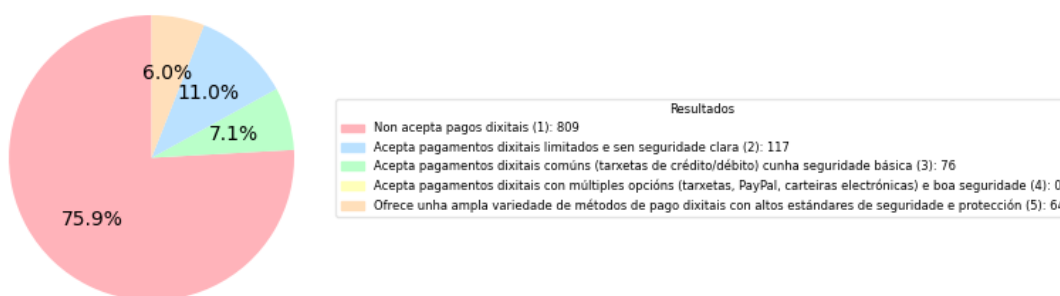 6.0%
11.0%
7.1%
75.9%
Resultados
Non acepta pagos dixitais (1): 809
Acepta pagamentos dixitais limitados e sen seguridade clara (2): 117
Acepta pagamentos dixitais comúns (tarxetas de crédito/débito) cunha seguridade básica (3): 76
Acepta pagamentos dixitais con múltiples opcións (tarxetas, PayPal, carteiras electrónicas) e boa seguridade (4): 0
Ofrece unha ampla variedade de métodos de pago dixitais con altos estándares de seguridade e protección (5): 64